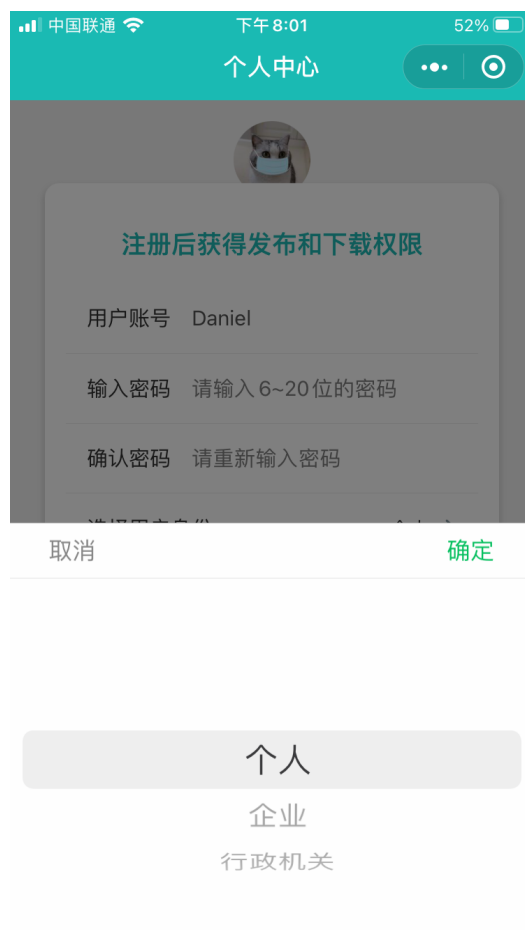 中国联通 下午8:01 52%
个人中心
注册后获得发布和下载权限
用户账号 Daniel
输入密码 请输入6~20位的密码
确认密码 请重新输入密码
取消 确定
个人
企业
行政机关